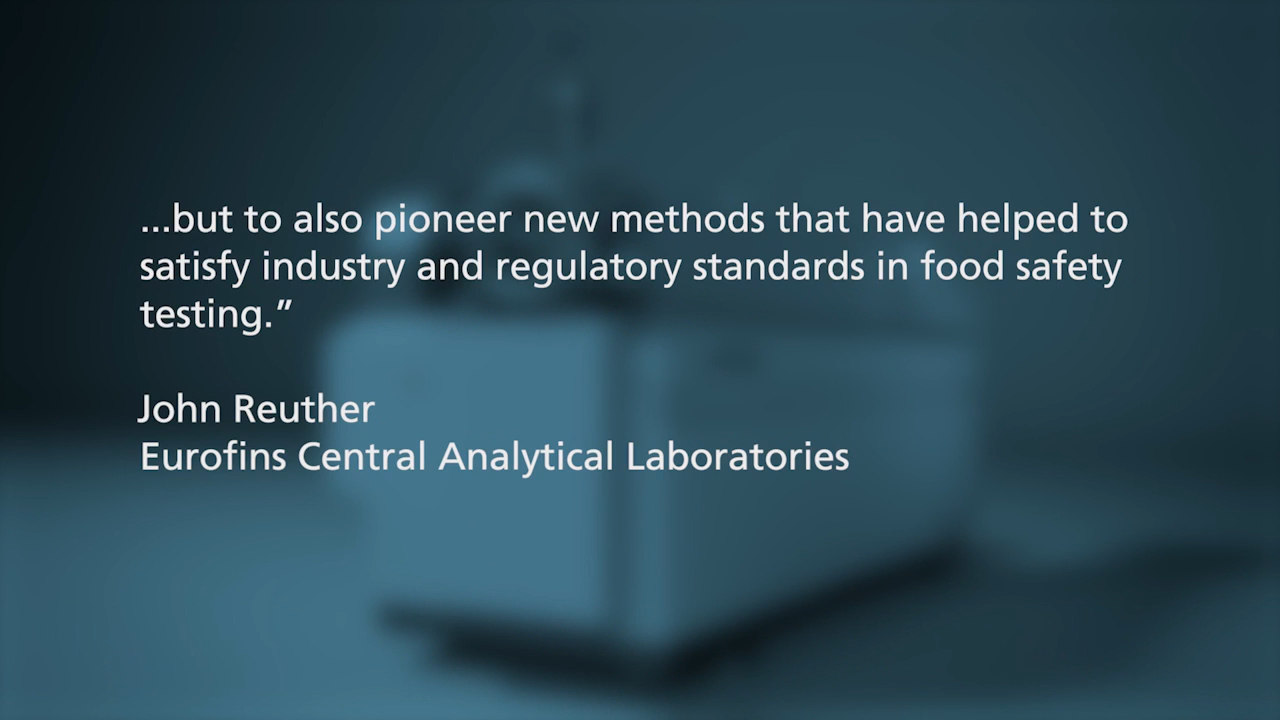 ...but to also pioneer new methods that have helped to
satisfy industry and regulatory standards in food safety
testing.”
John Reuther
Eurofins Central Analytical Laboratories